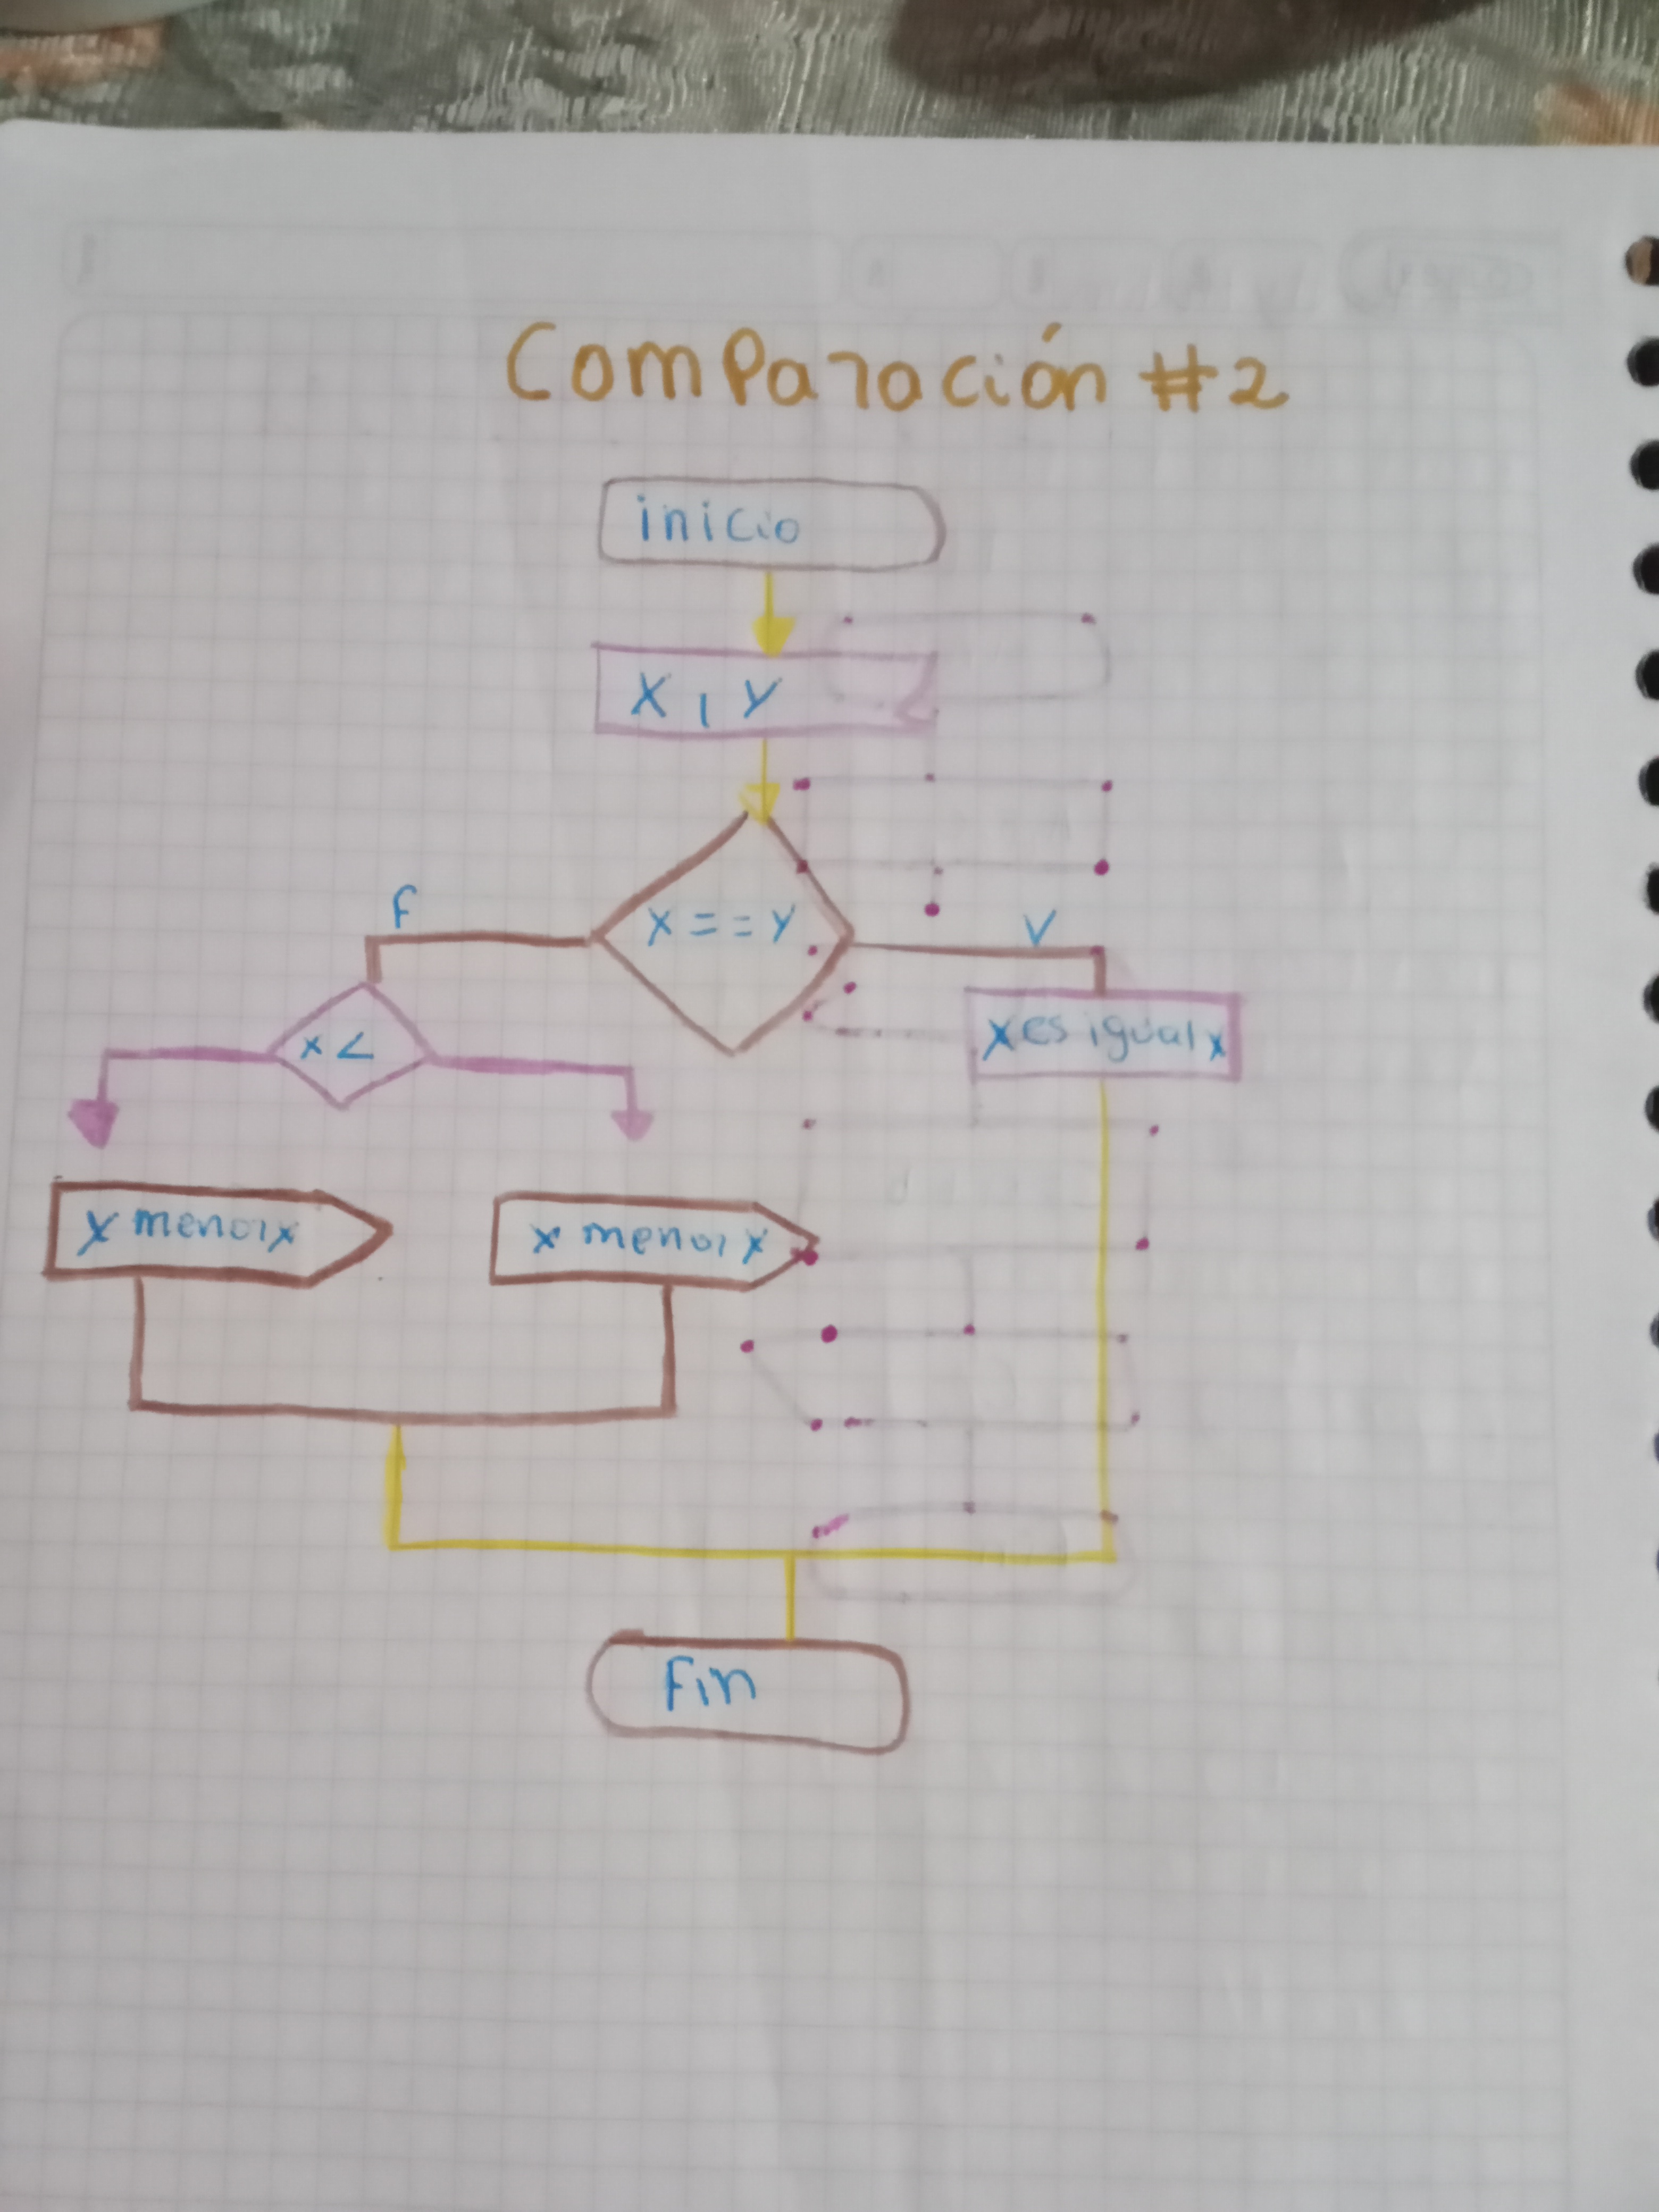 Comparación #2
inicio
X, Y
X == Y
F
V
x <
x es igual x
x menor x
x menor x
Fin